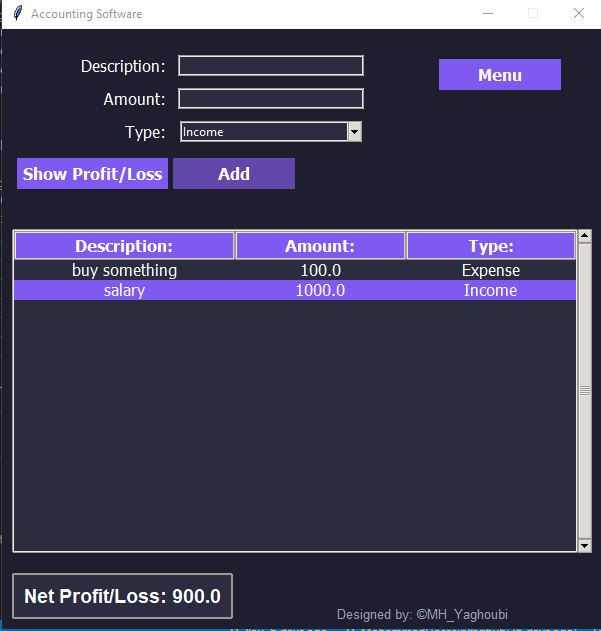 Accounting Software
Description:
Menu
Amount:
Type: Income
Show Profit/Loss Add
Description: Amount: Type:
buy something 100.0 Expense
salary 1000.0 Income
Net Profit/Loss: 900.0
Designed by: ©MH_Yaghoubi